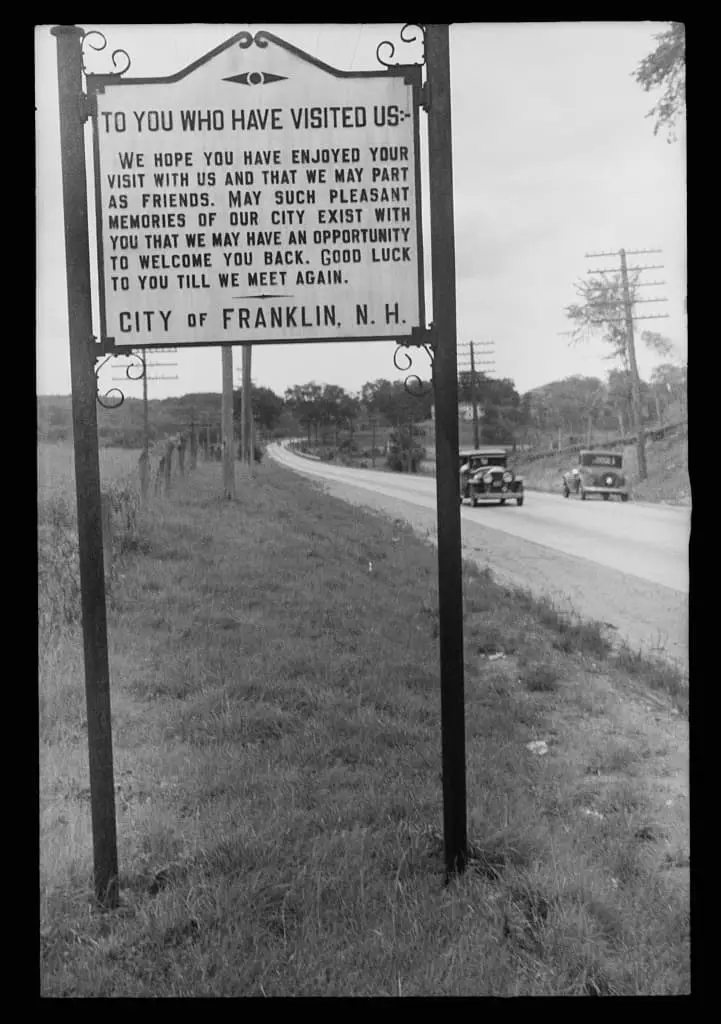 TO YOU WHO HAVE VISITED US:-
WE HOPE YOU HAVE ENJOYED YOUR
VISIT WITH US AND THAT WE MAY PART
AS FRIENDS. MAY SUCH PLEASANT
MEMORIES OF OUR CITY EXIST WITH
YOU THAT WE MAY HAVE AN OPPORTUNITY
TO WELCOME YOU BACK. GOOD LUCK
TO YOU TILL WE MEET AGAIN.
CITY OF FRANKLIN, N. H.